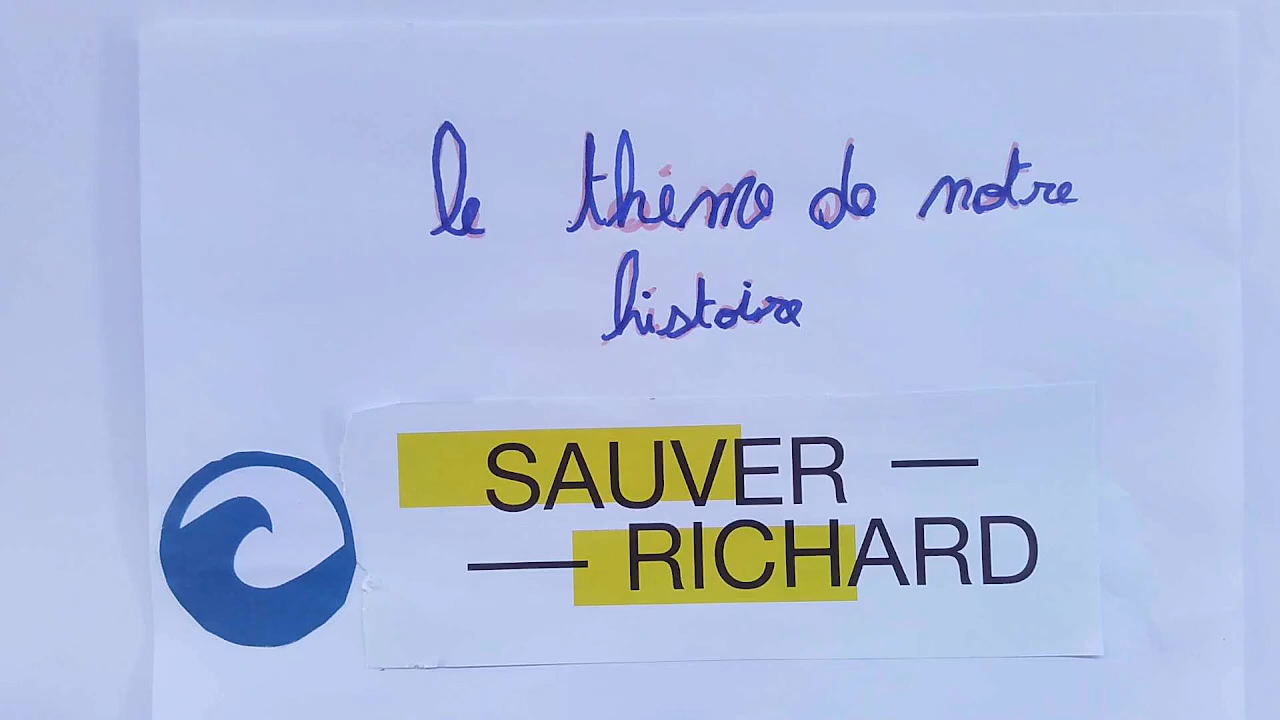 le thème de notre
histoire
SAUVER —
— RICHARD